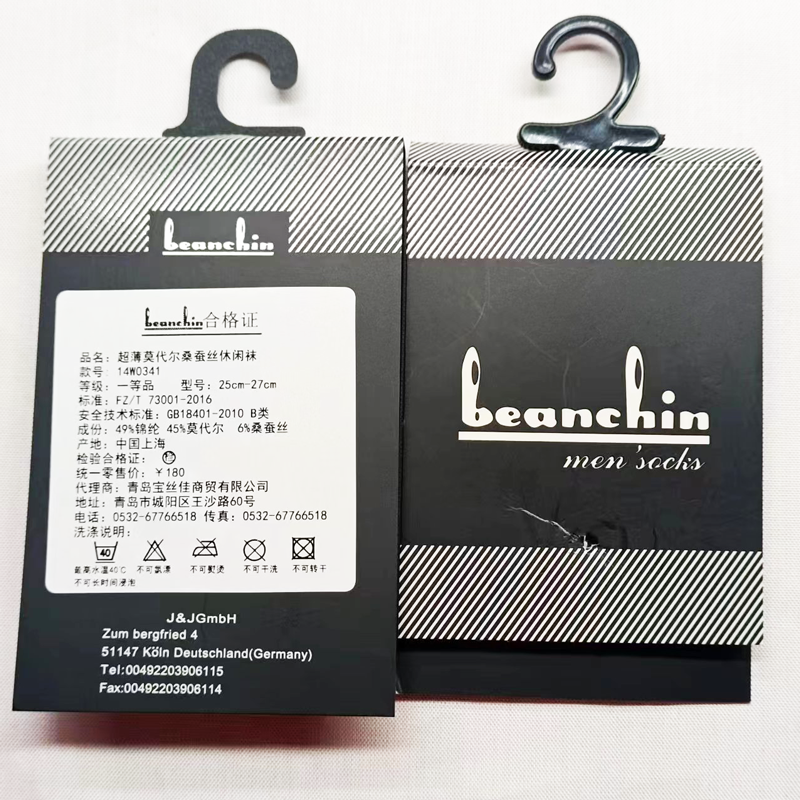 beanchin
beanchin合格证
品名：超薄莫代尔桑蚕丝休闲袜
款号：14W0341
等级：一等品 型号：25cm-27cm
标准：FZ/T 73001-2016
安全技术标准：GB18401-2010 B类
成份：49%锦纶 45%莫代尔 6%桑蚕丝
产地：中国上海
检验合格证：
统一零售价：￥180
代理商：青岛宝丝佳商贸有限公司
地址：青岛市城阳区王沙路60号
电话：0532-67766518 传真：0532-67766518
洗涤说明：
40
最高水温40℃ 不可氯漂 不可熨烫 不可干洗 不可转干
不可长时间浸泡
J&JGmbH
Zum bergfried 4
51147 Köln Deutschland(Germany)
Tel:00492203906115
Fax:00492203906114
beanchin
men'socks